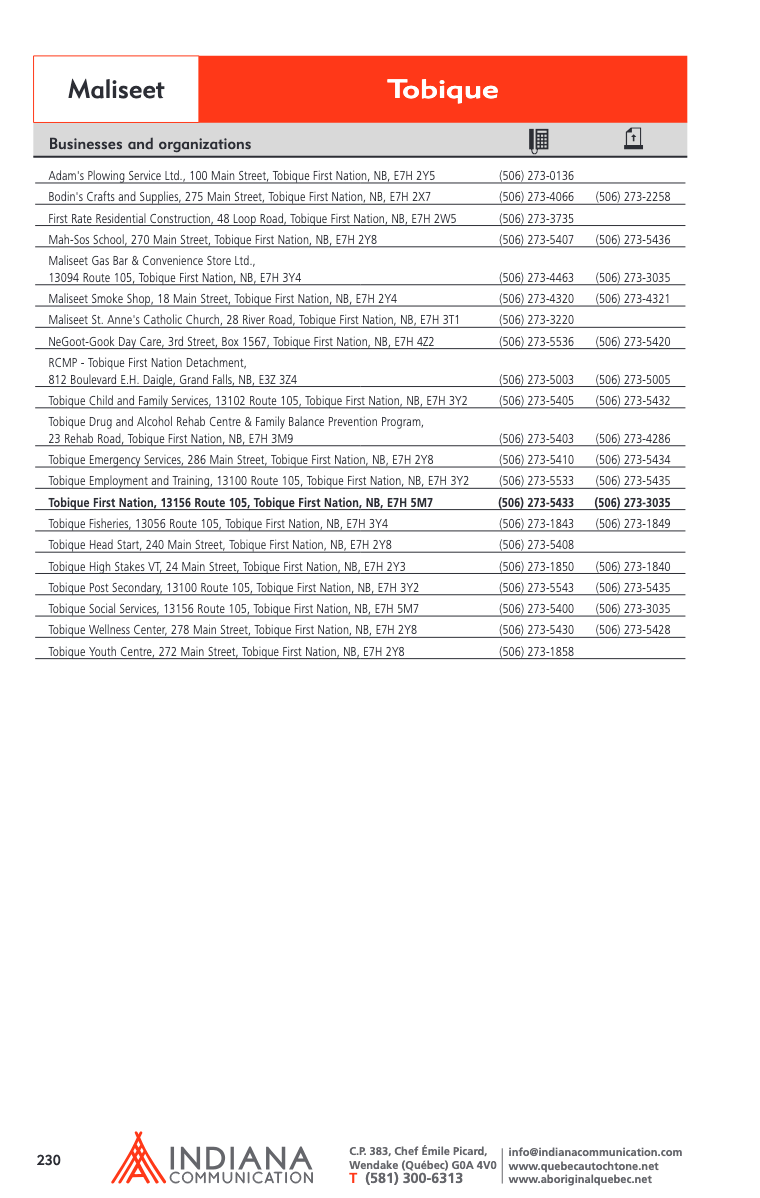 Maliseet
Tobique
Businesses and organizations
Adam's Plowing Service Ltd., 100 Main Street, Tobique First Nation, NB, E7H 2Y5 (506) 273-0136
Bodin's Crafts and Supplies, 275 Main Street, Tobique First Nation, NB, E7H 2X7 (506) 273-4066 (506) 273-2258
First Rate Residential Construction, 48 Loop Road, Tobique First Nation, NB, E7H 2W5 (506) 273-3735
Mah-Sos School, 270 Main Street, Tobique First Nation, NB, E7H 2Y8 (506) 273-5407 (506) 273-5436
Maliseet Gas Bar & Convenience Store Ltd.,
13094 Route 105, Tobique First Nation, NB, E7H 3Y4 (506) 273-4463 (506) 273-3035
Maliseet Smoke Shop, 18 Main Street, Tobique First Nation, NB, E7H 2Y4 (506) 273-4320 (506) 273-4321
Maliseet St. Anne's Catholic Church, 28 River Road, Tobique First Nation, NB, E7H 3T1 (506) 273-3220
NeGoot-Gook Day Care, 3rd Street, Box 1567, Tobique First Nation, NB, E7H 4Z2 (506) 273-5536 (506) 273-5420
RCMP - Tobique First Nation Detachment,
812 Boulevard E.H. Daigle, Grand Falls, NB, E3Z 3Z4 (506) 273-5003 (506) 273-5005
Tobique Child and Family Services, 13102 Route 105, Tobique First Nation, NB, E7H 3Y2 (506) 273-5405 (506) 273-5432
Tobique Drug and Alcohol Rehab Centre & Family Balance Prevention Program,
23 Rehab Road, Tobique First Nation, NB, E7H 3M9 (506) 273-5403 (506) 273-4286
Tobique Emergency Services, 286 Main Street, Tobique First Nation, NB, E7H 2Y8 (506) 273-5410 (506) 273-5434
Tobique Employment and Training, 13100 Route 105, Tobique First Nation, NB, E7H 3Y2 (506) 273-5533 (506) 273-5435
Tobique First Nation, 13156 Route 105, Tobique First Nation, NB, E7H 5M7 (506) 273-5433 (506) 273-3035
Tobique Fisheries, 13056 Route 105, Tobique First Nation, NB, E7H 3Y4 (506) 273-1843 (506) 273-1849
Tobique Head Start, 240 Main Street, Tobique First Nation, NB, E7H 2Y8 (506) 273-5408
Tobique High Stakes VT, 24 Main Street, Tobique First Nation, NB, E7H 2Y3 (506) 273-1850 (506) 273-1840
Tobique Post Secondary, 13100 Route 105, Tobique First Nation, NB, E7H 3Y2 (506) 273-5543 (506) 273-5435
Tobique Social Services, 13156 Route 105, Tobique First Nation, NB, E7H 5M7 (506) 273-5400 (506) 273-3035
Tobique Wellness Center, 278 Main Street, Tobique First Nation, NB, E7H 2Y8 (506) 273-5430 (506) 273-5428
Tobique Youth Centre, 272 Main Street, Tobique First Nation, NB, E7H 2Y8 (506) 273-1858
230
INDIANA
COMMUNICATION
C.P. 383, Chef Émile Picard,
Wendake (Québec) G0A 4V0
T (581) 300-6313
info@indianacommunication.com
www.quebecautochtone.net
www.aboriginalquebec.net